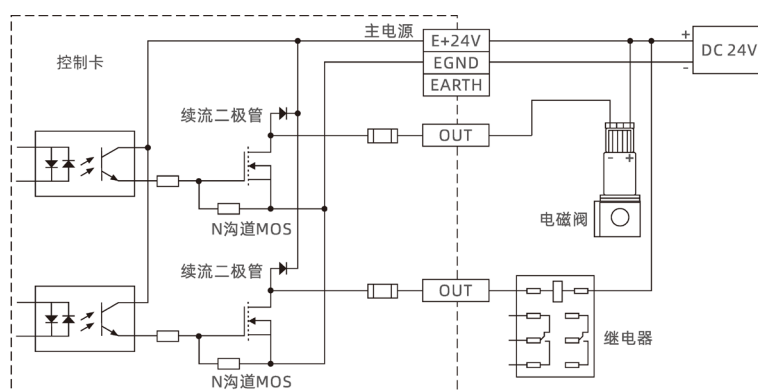 主电源
E+24V
EGND
EARTH
+
-
DC 24V
控制卡
续流二极管
OUT
- +
电磁阀
N沟道MOS
续流二极管
OUT
继电器
N沟道MOS